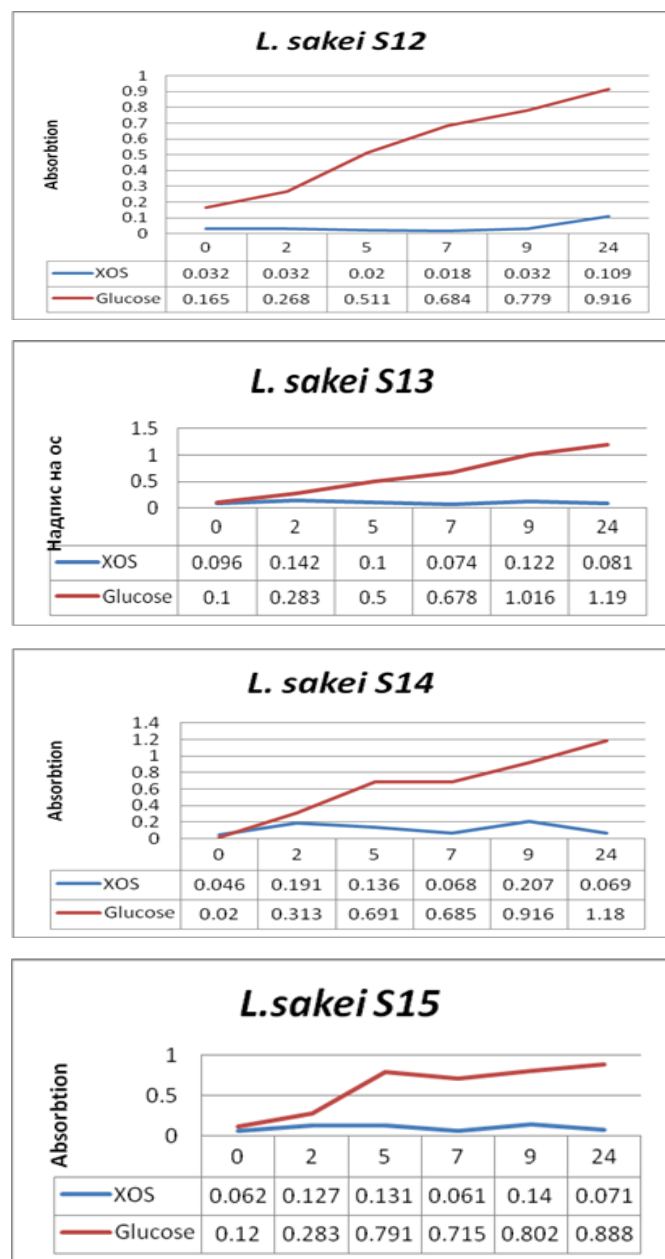 L. sakei S12
Absorbtion
1
0.9
0.8
0.7
0.6
0.5
0.4
0.3
0.2
0.1
0
0 2 5 7 9 24
XOS 0.032 0.032 0.02 0.018 0.032 0.109
Glucose 0.165 0.268 0.511 0.684 0.779 0.916
L. sakei S13
Надпис на ос
1.5
1
0.5
0
0 2 5 7 9 24
XOS 0.096 0.142 0.1 0.074 0.122 0.081
Glucose 0.1 0.283 0.5 0.678 1.016 1.19
L. sakei S14
Absorbtion
1.4
1.2
1
0.8
0.6
0.4
0.2
0
0 2 5 7 9 24
XOS 0.046 0.191 0.136 0.068 0.207 0.069
Glucose 0.02 0.313 0.691 0.685 0.916 1.18
L.sakei S15
Absorbtion
1
0.5
0
0 2 5 7 9 24
XOS 0.062 0.127 0.131 0.061 0.14 0.071
Glucose 0.12 0.283 0.791 0.715 0.802 0.888